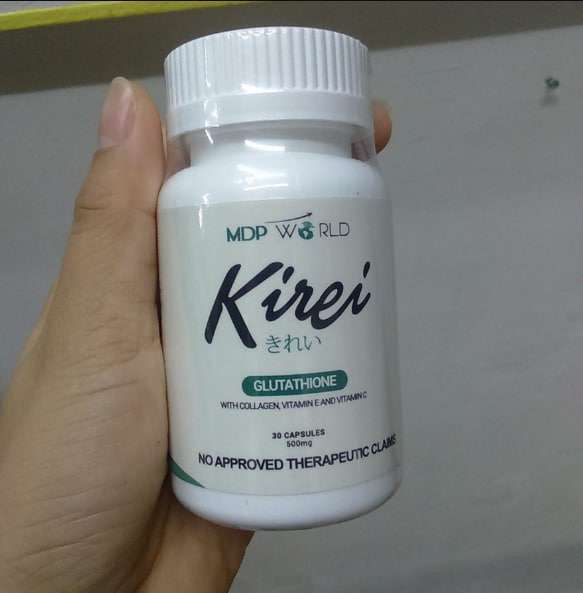 MDP WORLD
Kirei
きれい
GLUTATHIONE
WITH COLLAGEN, VITAMIN E AND VITAMIN C
30 CAPSULES
500mg
NO APPROVED THERAPEUTIC CLAIMS